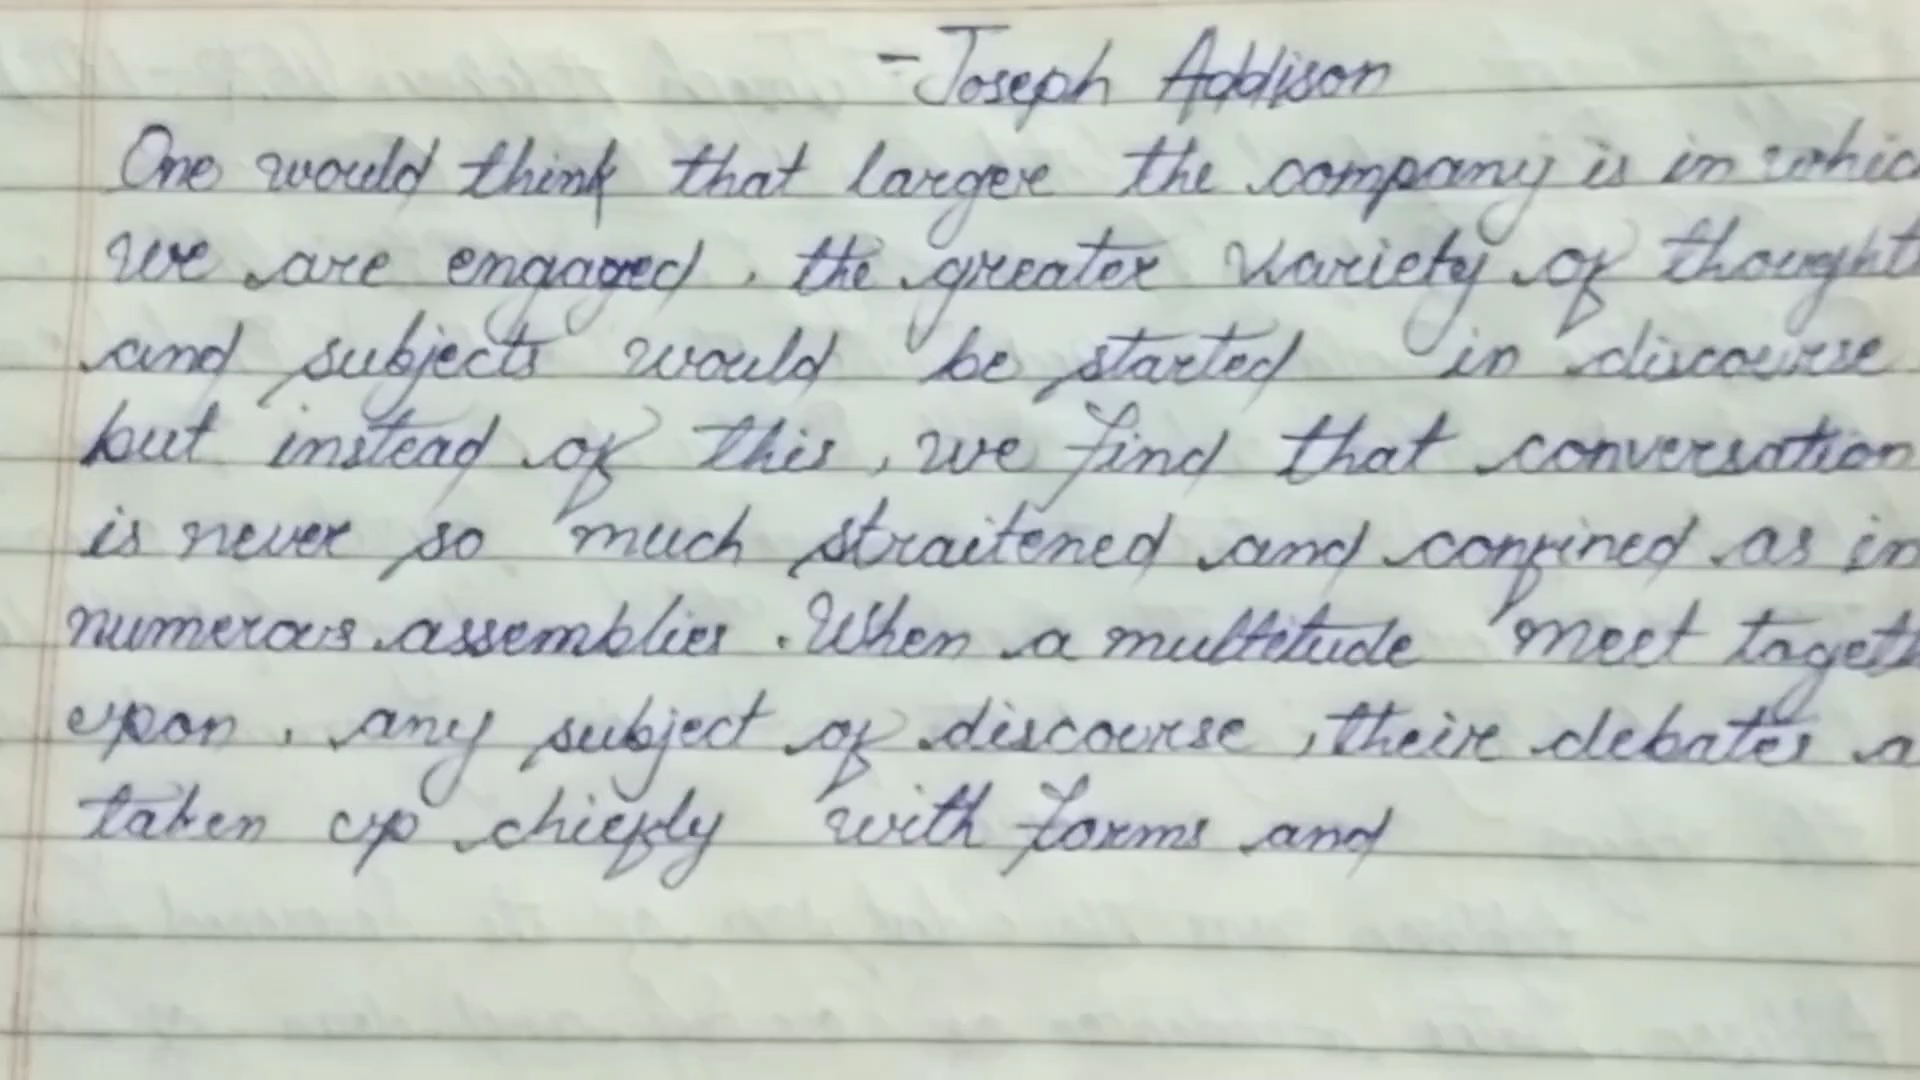 - Joseph Addison
One would think that larger the company is in whic
we are engaged, the greater variety of thought
and subjects would be started in discourse
but instead of this, we find that conversation
is never so much straitened and confined as in
numerous assemblies. When a multitude meet togeth
upon, any subject of discourse, their debates a
taken up chiefly with forms and